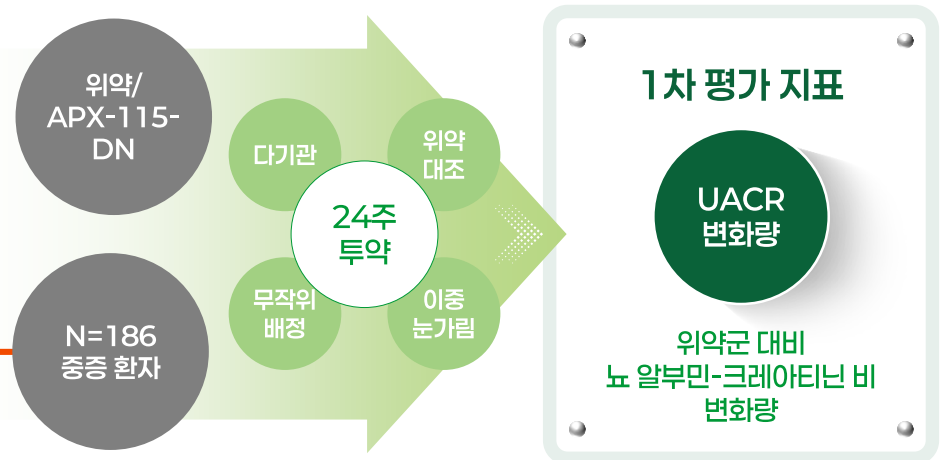 위약/
APX-115-
DN
N=186
중증 환자
다기관
위약
대조
24주
투약
무작위
배정
이중
눈가림
1차 평가 지표
UACR
변화량
위약군 대비
뇨 알부민-크레아티닌 비
변화량